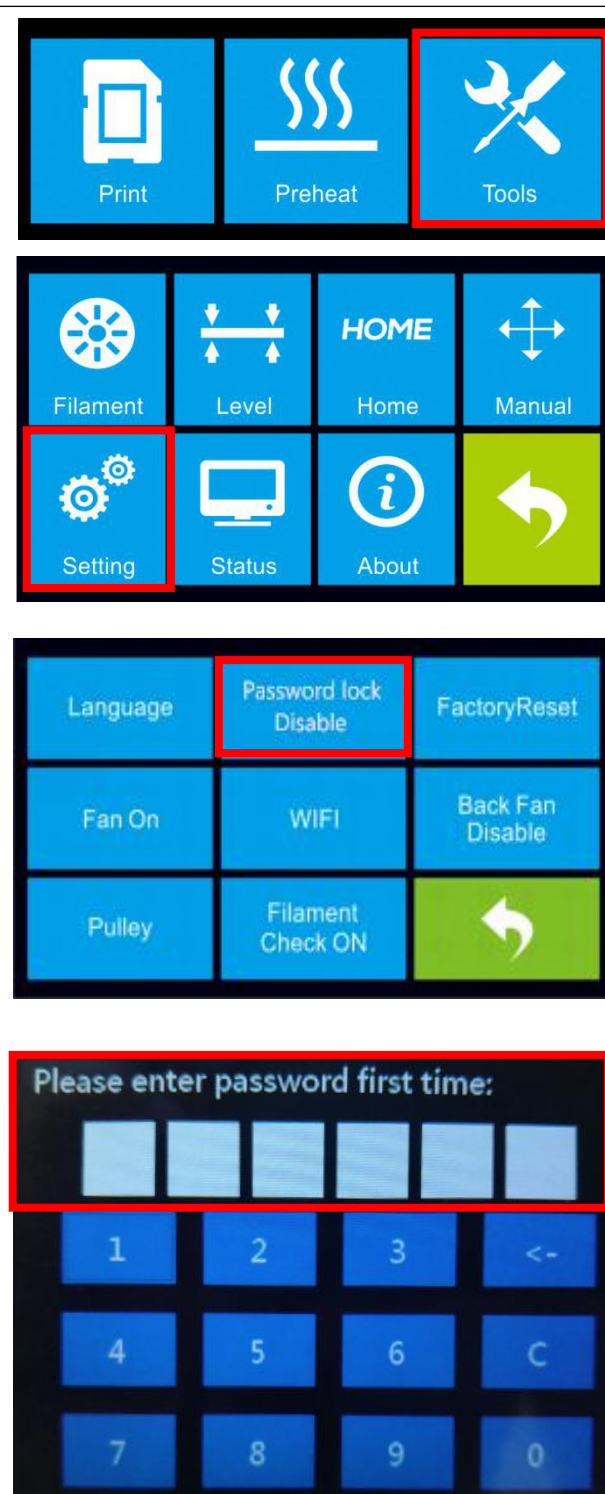 Print Preheat Tools
HOME
Filament Level Home Manual
i
Setting Status About
Language Password lock Disable FactoryReset
Fan On WIFI Back Fan Disable
Pulley Filament Check ON
Please enter password first time:
1 2 3 <-
4 5 6 C
7 8 9 0